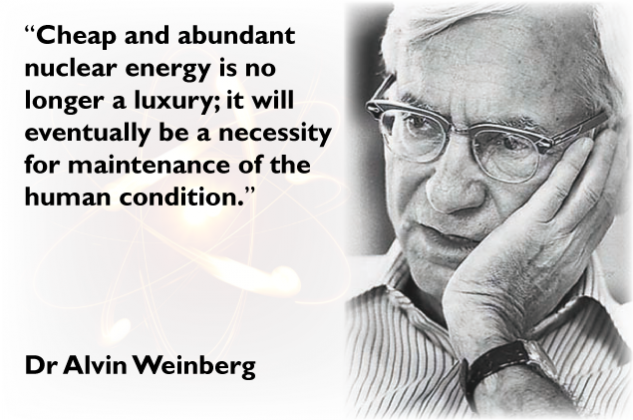 “Cheap and abundant
nuclear energy is no
longer a luxury; it will
eventually be a necessity
for maintenance of the
human condition.”
Dr Alvin Weinberg